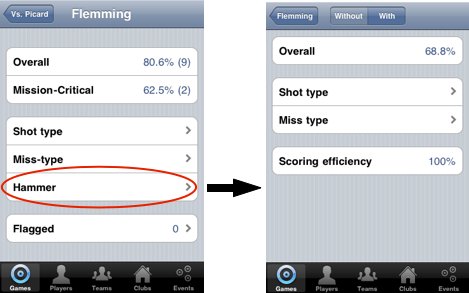 Vs. Picard
Flemming
Overall 80.6% (9)
Mission-Critical 62.5% (2)
Shot type
Miss-type
Hammer
Flagged 0
Games Players Teams Clubs Events
Flemming Without With
Overall 68.8%
Shot type
Miss type
Scoring efficiency 100%
Games Players Teams Clubs Events